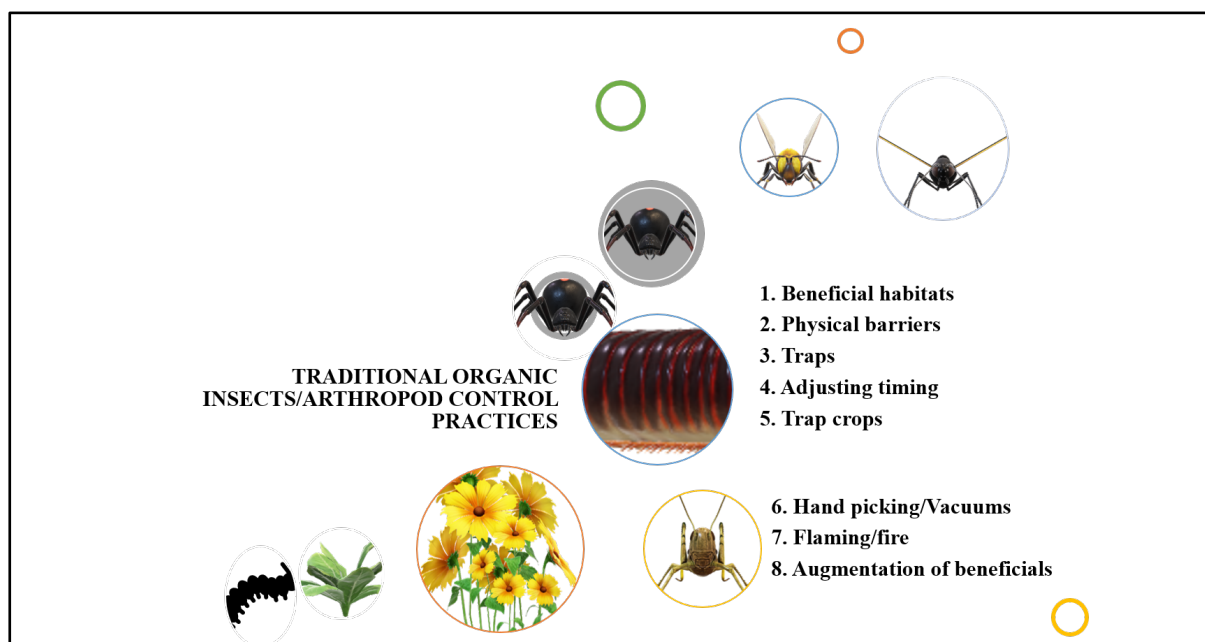 TRADITIONAL ORGANIC
INSECTS/ARTHROPOD CONTROL
PRACTICES
1. Beneficial habitats
2. Physical barriers
3. Traps
4. Adjusting timing
5. Trap crops
6. Hand picking/Vacuums
7. Flaming/fire
8. Augmentation of beneficials